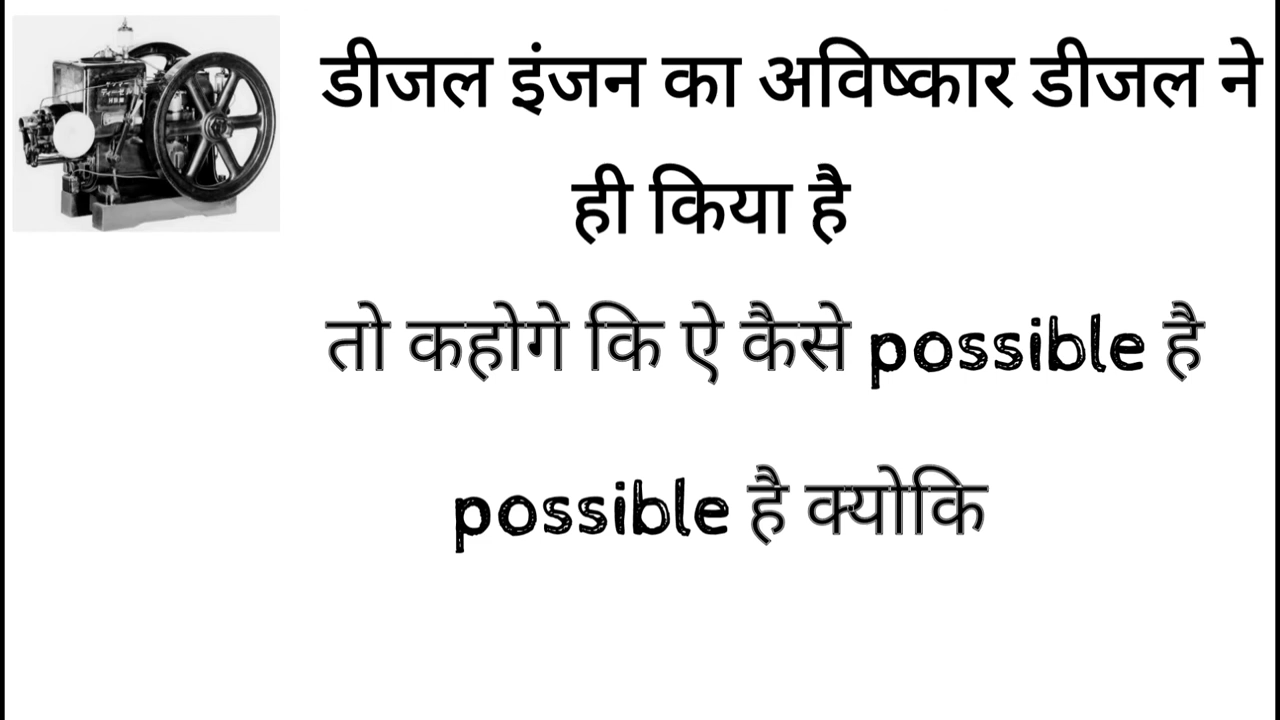 डीजल इंजन का अविष्कार डीजल ने
ही किया है
तो कहोगे कि ऐ कैसे possible है
possible है क्योकि